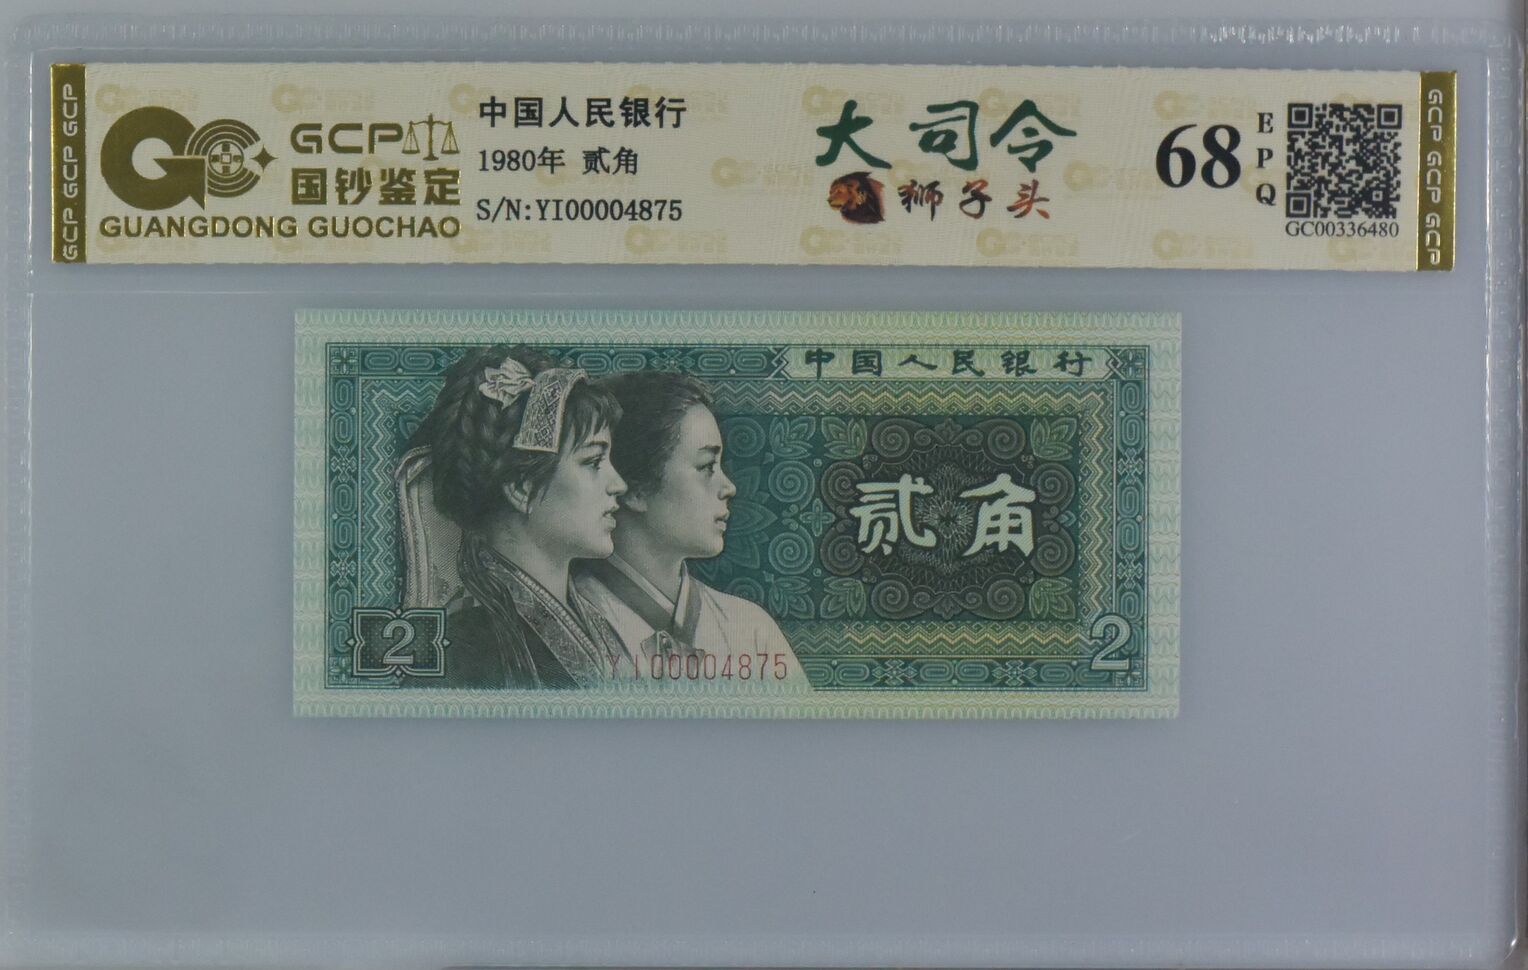 GCP GCP GCP
GCP
国钞鉴定
GUANGDONG GUOCHAO
中国人民银行
1980年 贰角
S/N:YI00004875
大司令
狮子头
68
EPQ
GC00336480
GCP GCP GCP
中国人民银行
贰角
2
2
YI00004875